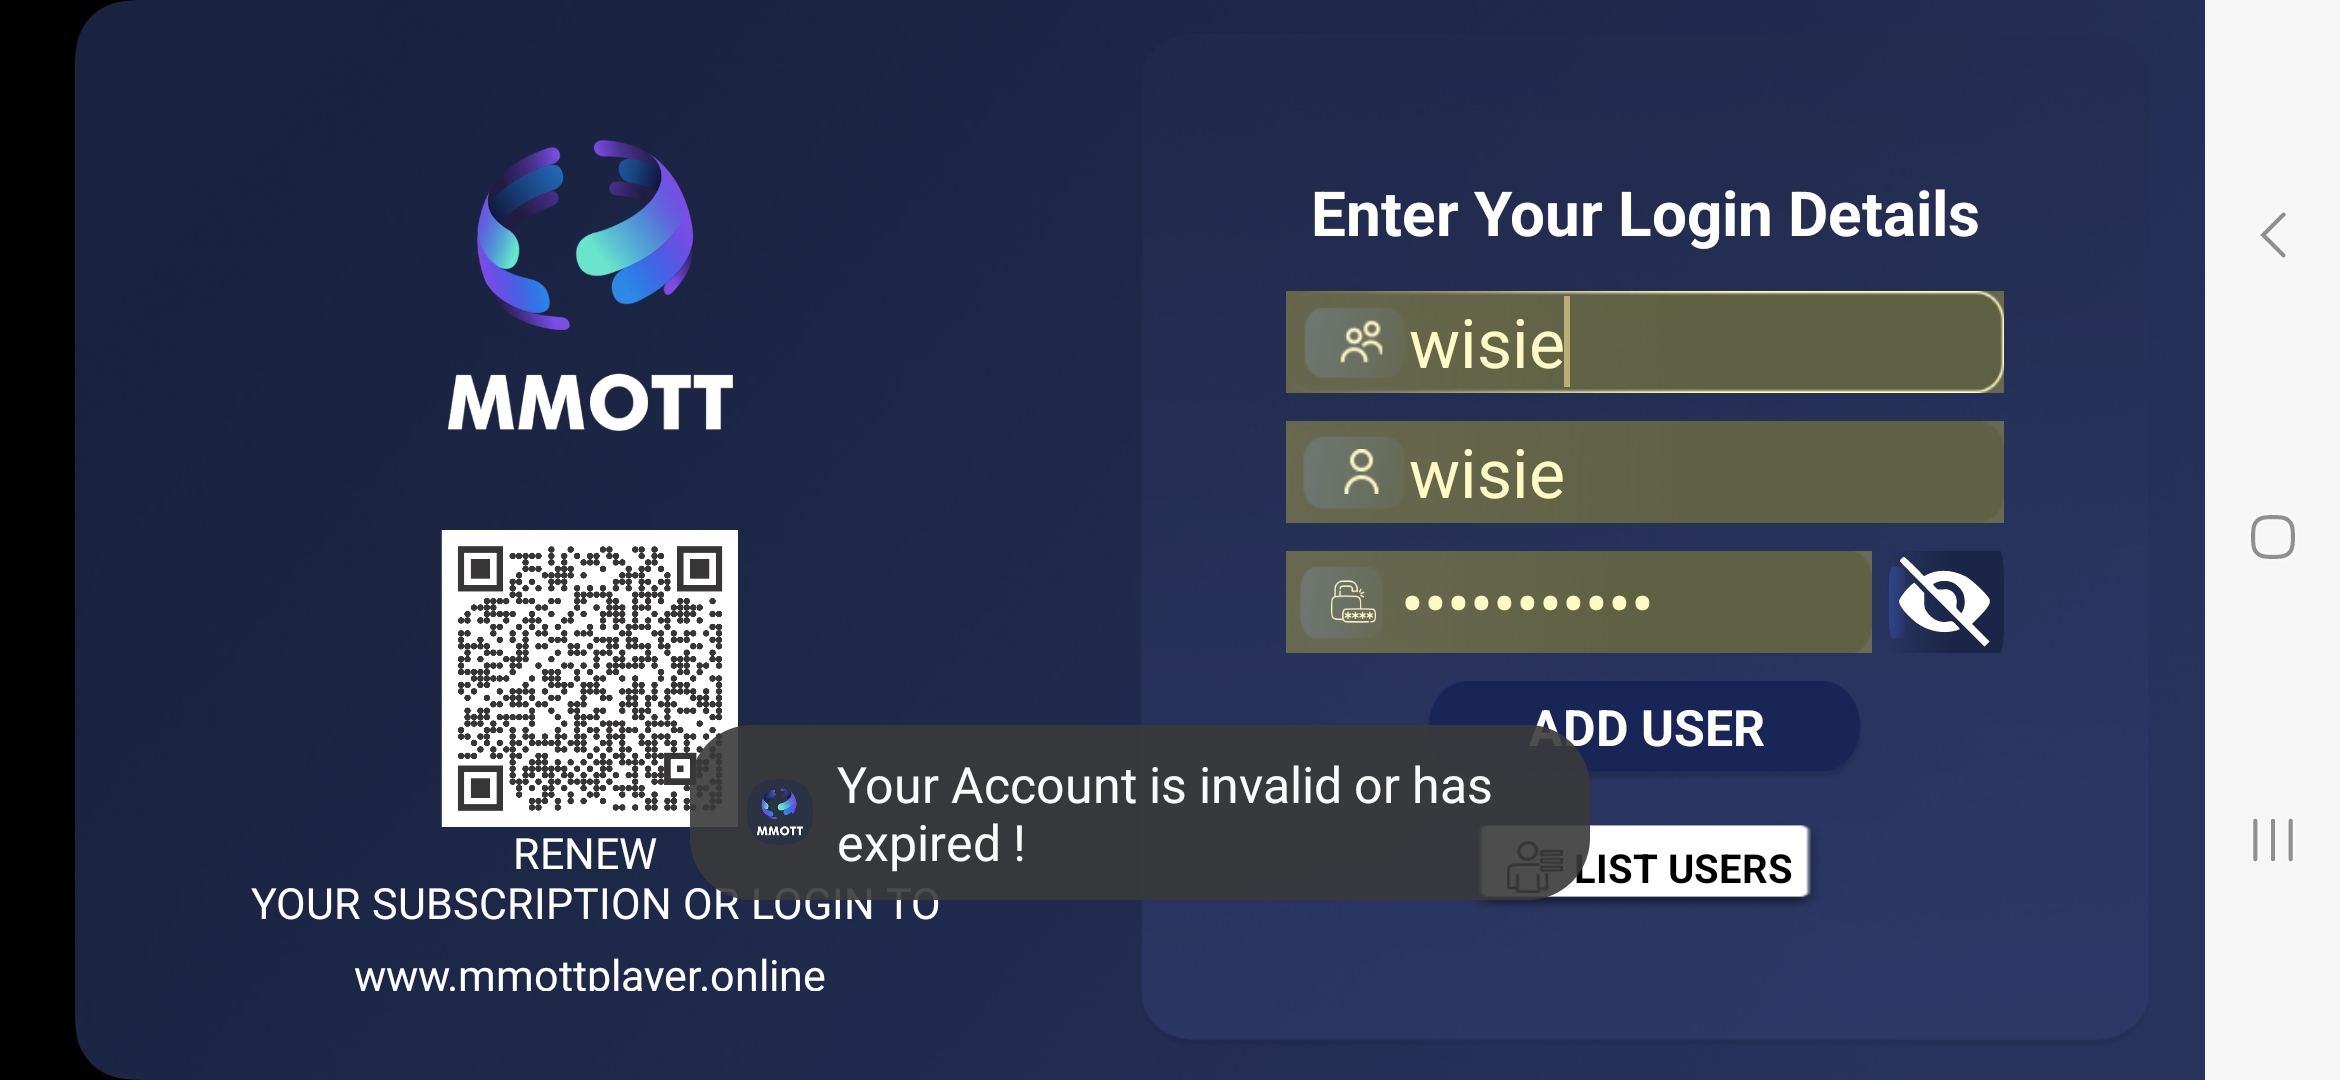 MMOTT
RENEW
YOUR SUBSCRIPTION OR LOGIN TO
www.mmottplayer.online
Enter Your Login Details
wisie
wisie
•••••••••••
****
ADD USER
LIST USERS
MMOTT
Your Account is invalid or has
expired !